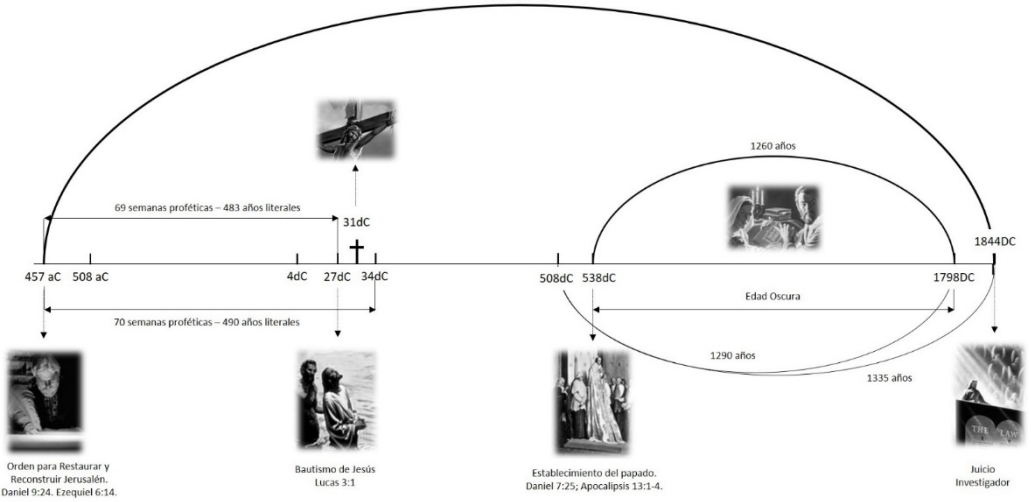 1260 años
69 semanas proféticas – 483 años literales
31dC
1844DC
457 aC
508 aC
4dC
27dC
34dC
508dC
538dC
1798DC
Edad Oscura
70 semanas proféticas – 490 años literales
1290 años
1335 años
THE LAW
Orden para Restaurar y
Reconstruir Jerusalén.
Daniel 9:24. Ezequiel 6:14.
Bautismo de Jesús
Lucas 3:1
Establecimiento del papado.
Daniel 7:25; Apocalipsis 13:1-4.
Juicio
Investigador